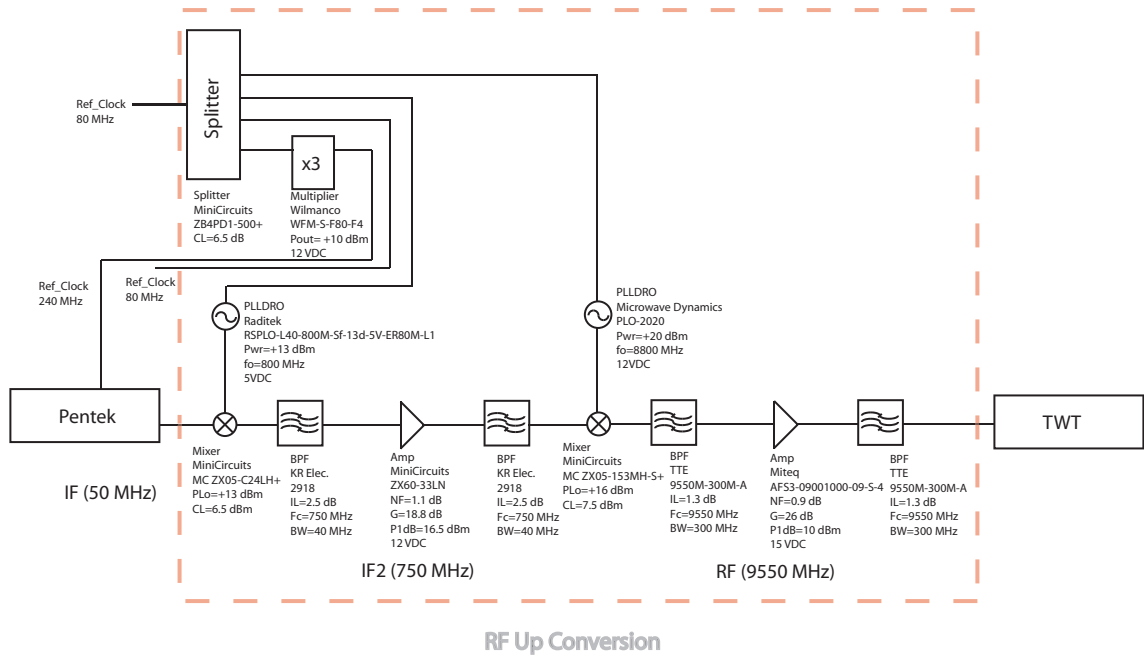 Ref_Clock
80 MHz
Splitter
x3
Splitter
MiniCircuits
ZB4PD1-500+
CL=6.5 dB
Multiplier
Wilmanco
WFM-S-F80-F4
Pout= +10 dBm
12 VDC
Ref_Clock
240 MHz
Ref_Clock
80 MHz
PLLDRO
Raditek
RSPLO-L40-800M-Sf-13d-5V-ER80M-L1
Pwr=+13 dBm
fo=800 MHz
5VDC
PLLDRO
Microwave Dynamics
PLO-2020
Pwr=+20 dBm
fo=8800 MHz
12VDC
Pentek
TWT
IF (50 MHz)
Mixer
MiniCircuits
MC ZX05-C24LH+
PLo=+13 dBm
CL=6.5 dBm
BPF
KR Elec.
2918
IL=2.5 dB
Fc=750 MHz
BW=40 MHz
Amp
MiniCircuits
ZX60-33LN
NF=1.1 dB
G=18.8 dB
P1dB=16.5 dBm
12 VDC
BPF
KR Elec.
2918
IL=2.5 dB
Fc=750 MHz
BW=40 MHz
Mixer
MiniCircuits
MC ZX05-153MH-S+
PLo=+16 dBm
CL=7.5 dBm
BPF
TTE
9550M-300M-A
IL=1.3 dB
Fc=9550 MHz
BW=300 MHz
Amp
Miteq
AFS3-09001000-09-S-4
NF=0.9 dB
G=26 dB
P1dB=10 dBm
15 VDC
BPF
TTE
9550M-300M-A
IL=1.3 dB
Fc=9550 MHz
BW=300 MHz
IF2 (750 MHz)
RF (9550 MHz)
RF Up Conversion